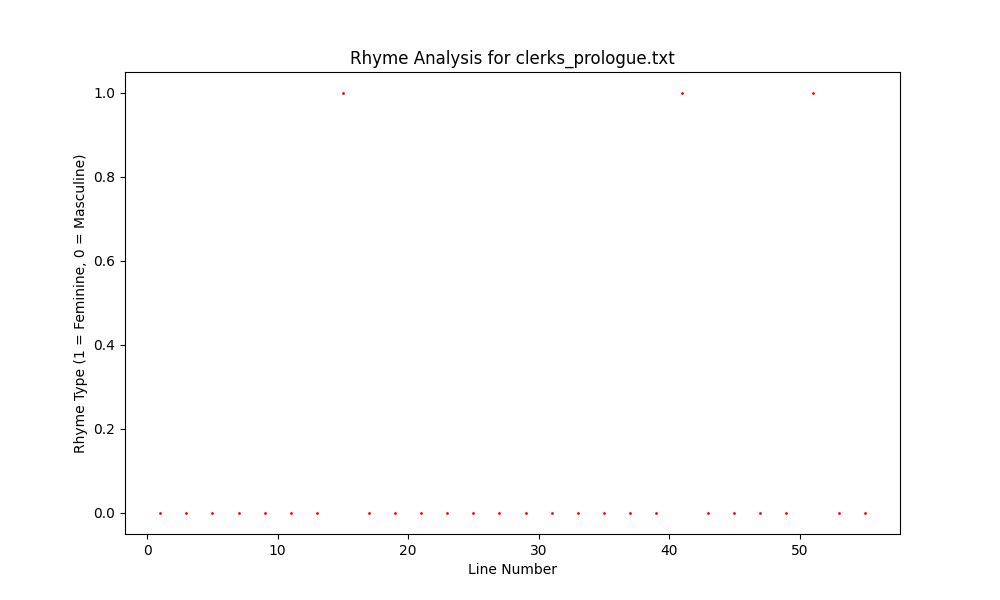 Rhyme Analysis for clerks_prologue.txt
1.0
0.8
0.6
0.4
0.2
0.0
Rhyme Type (1 = Feminine, 0 = Masculine)
0 10 20 30 40 50
Line Number